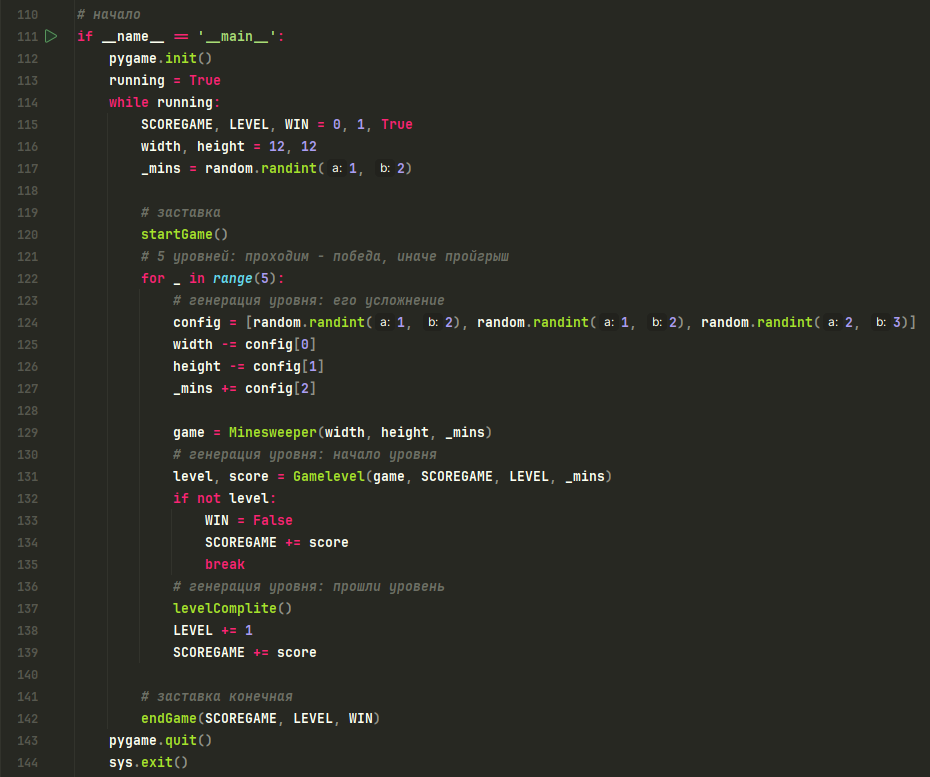 110 # начало
111 if __name__ == '__main__':
112 pygame.init()
113 running = True
114 while running:
115 SCOREGAME, LEVEL, WIN = 0, 1, True
116 width, height = 12, 12
117 _mins = random.randint( a: 1, b: 2)
118
119 # заставка
120 startGame()
121 # 5 уровней: проходим - победа, иначе пройгрыш
122 for _ in range(5):
123 # генерация уровня: его усложнение
124 config = [random.randint( a: 1, b: 2), random.randint( a: 1, b: 2), random.randint( a: 2, b: 3)]
125 width -= config[0]
126 height -= config[1]
127 _mins += config[2]
128
129 game = Minesweeper(width, height, _mins)
130 # генерация уровня: начало уровня
131 level, score = Gamelevel(game, SCOREGAME, LEVEL, _mins)
132 if not level:
133 WIN = False
134 SCOREGAME += score
135 break
136 # генерация уровня: прошли уровень
137 levelComplite()
138 LEVEL += 1
139 SCOREGAME += score
140
141 # заставка конечная
142 endGame(SCOREGAME, LEVEL, WIN)
143 pygame.quit()
144 sys.exit()